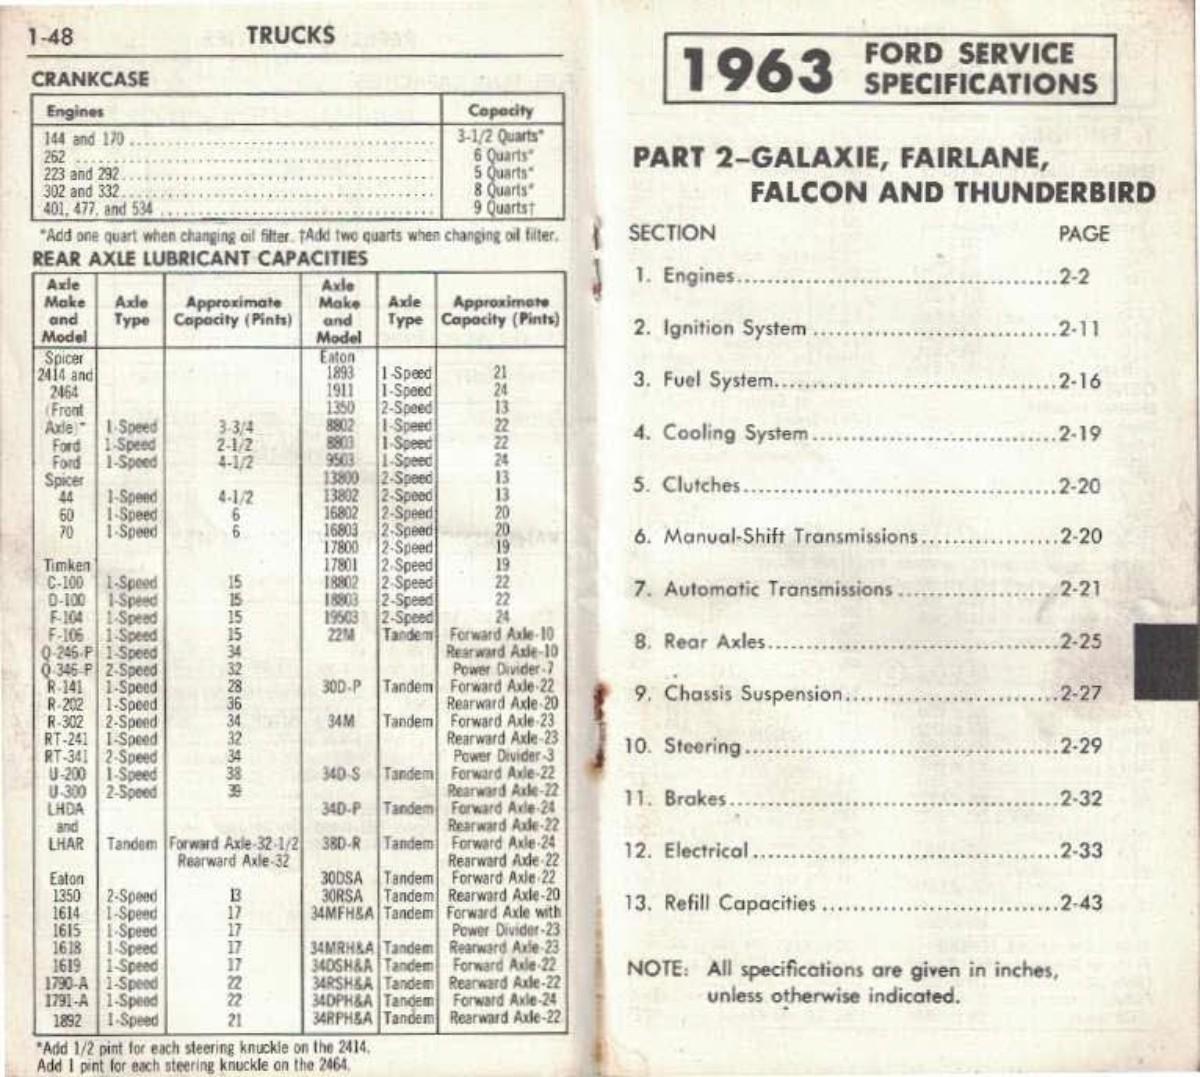 1-48 TRUCKS
CRANKCASE
Engines Capacity
144 and 170 3-1/2 Quarts*
262 6 Quarts*
223 and 292 5 Quarts*
302 and 332 8 Quarts*
401, 477, and 534 9 Quarts†
*Add one quart when changing oil filter. †Add two quarts when changing oil filter.
REAR AXLE LUBRICANT CAPACITIES
Axle Make and Model Axle Type Approximate Capacity (Pints)
Spicer
2414 and
2464
(Front
Axle)* 1-Speed 3-3/4
Ford 1-Speed 2-1/2
Ford 1-Speed 4-1/2
Spicer
44 1-Speed 4-1/2
60 1-Speed 6
70 1-Speed 6
Timken
C-100 1-Speed 15
D-100 1-Speed 15
F-104 1-Speed 15
F-106 1-Speed 15
Q-246-P 1-Speed 34
Q-346-P 2-Speed 32
R-141 1-Speed 28
R-202 1-Speed 36
R-302 2-Speed 34
RT-241 1-Speed 32
RT-341 2-Speed 34
U-200 1-Speed 38
U-300 2-Speed 39
LHDA
and
LHAR Tandem Forward Axle-32-1/2
Rearward Axle-32
Eaton
1350 2-Speed 13
1614 1-Speed 17
1615 1-Speed 17
1618 1-Speed 17
1619 1-Speed 17
1790-A 1-Speed 22
1791-A 1-Speed 22
1892 1-Speed 21
Axle Make and Model Axle Type Approximate Capacity (Pints)
Eaton
1893 1-Speed 21
1911 1-Speed 24
1350 2-Speed 13
8802 1-Speed 22
8803 1-Speed 22
9503 1-Speed 24
13800 2-Speed 13
13802 2-Speed 13
16802 2-Speed 20
16803 2-Speed 20
17800 2-Speed 19
17801 2-Speed 19
18802 2-Speed 22
18803 2-Speed 22
19503 2-Speed 24
22M Tandem Forward Axle-10
Rearward Axle-10
Power Divider-7
30D-P Tandem Forward Axle-22
Rearward Axle-20
34M Tandem Forward Axle-23
Rearward Axle-23
Power Divider-3
34D-S Tandem Forward Axle-22
Rearward Axle-22
34D-P Tandem Forward Axle-24
Rearward Axle-22
38D-R Tandem Forward Axle-24
Rearward Axle-22
30DSA Tandem Forward Axle-22
30RSA Tandem Rearward Axle-20
34MFH&A Tandem Forward Axle with
Power Divider-23
34MRH&A Tandem Rearward Axle-23
34DSH&A Tandem Forward Axle-22
34RSH&A Tandem Rearward Axle-22
34DPH&A Tandem Forward Axle-24
34RPH&A Tandem Rearward Axle-22
*Add 1/2 pint for each steering knuckle on the 2414.
Add 1 pint for each steering knuckle on the 2464.
1963 FORD SERVICE
SPECIFICATIONS
PART 2–GALAXIE, FAIRLANE,
FALCON AND THUNDERBIRD
SECTION PAGE
1. Engines 2-2
2. Ignition System 2-11
3. Fuel System 2-16
4. Cooling System 2-19
5. Clutches 2-20
6. Manual-Shift Transmissions 2-20
7. Automatic Transmissions 2-21
8. Rear Axles 2-25
9. Chassis Suspension 2-27
10. Steering 2-29
11. Brakes 2-32
12. Electrical 2-33
13. Refill Capacities 2-43
NOTE: All specifications are given in inches,
unless otherwise indicated.